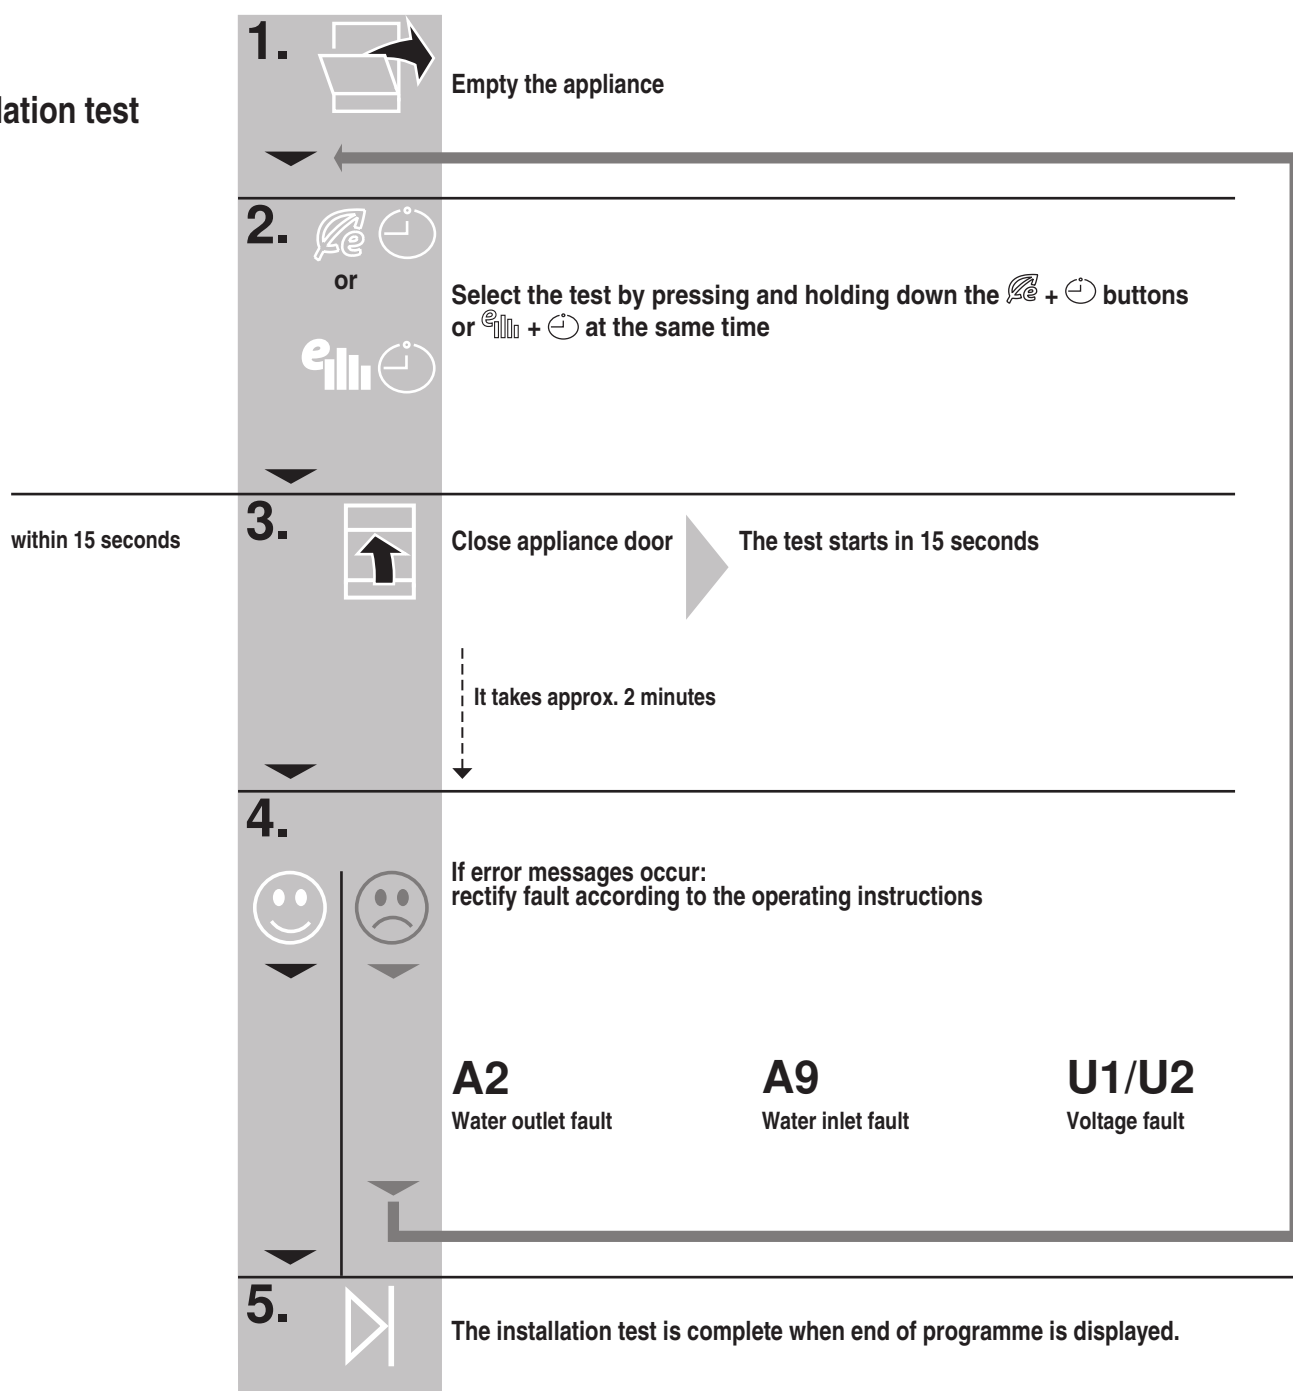 1.
Empty the appliance
lation test
2.
or
Select the test by pressing and holding down the e + buttons
or e + at the same time
within 15 seconds
3.
Close appliance door
The test starts in 15 seconds
It takes approx. 2 minutes
4.
If error messages occur:
rectify fault according to the operating instructions
A2
Water outlet fault
A9
Water inlet fault
U1/U2
Voltage fault
5.
The installation test is complete when end of programme is displayed.